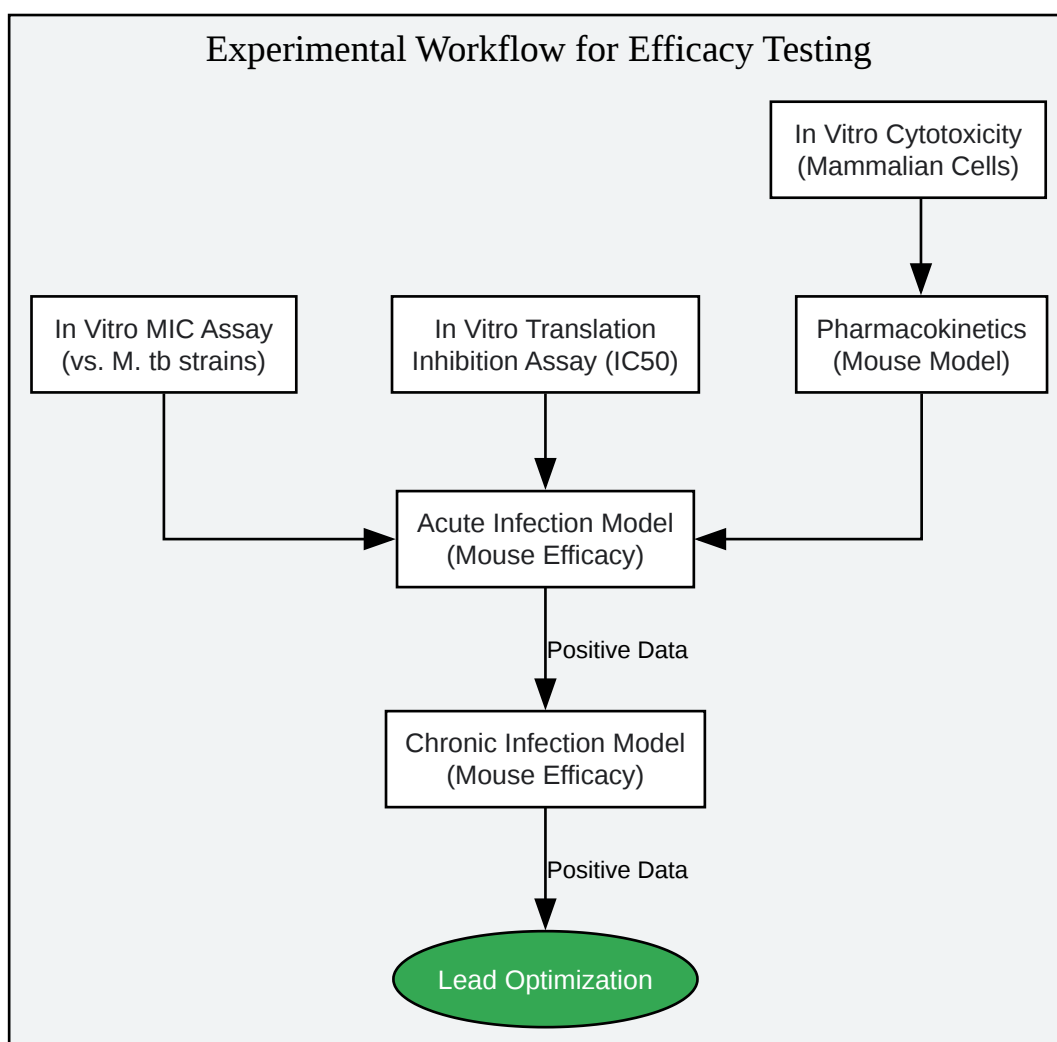 Experimental Workflow for Efficacy Testing
In Vitro Cytotoxicity
(Mammalian Cells)
In Vitro MIC Assay
(vs. M. tb strains)
In Vitro Translation
Inhibition Assay (IC50)
Pharmacokinetics
(Mouse Model)
Acute Infection Model
(Mouse Efficacy)
Positive Data
Chronic Infection Model
(Mouse Efficacy)
Positive Data
Lead Optimization